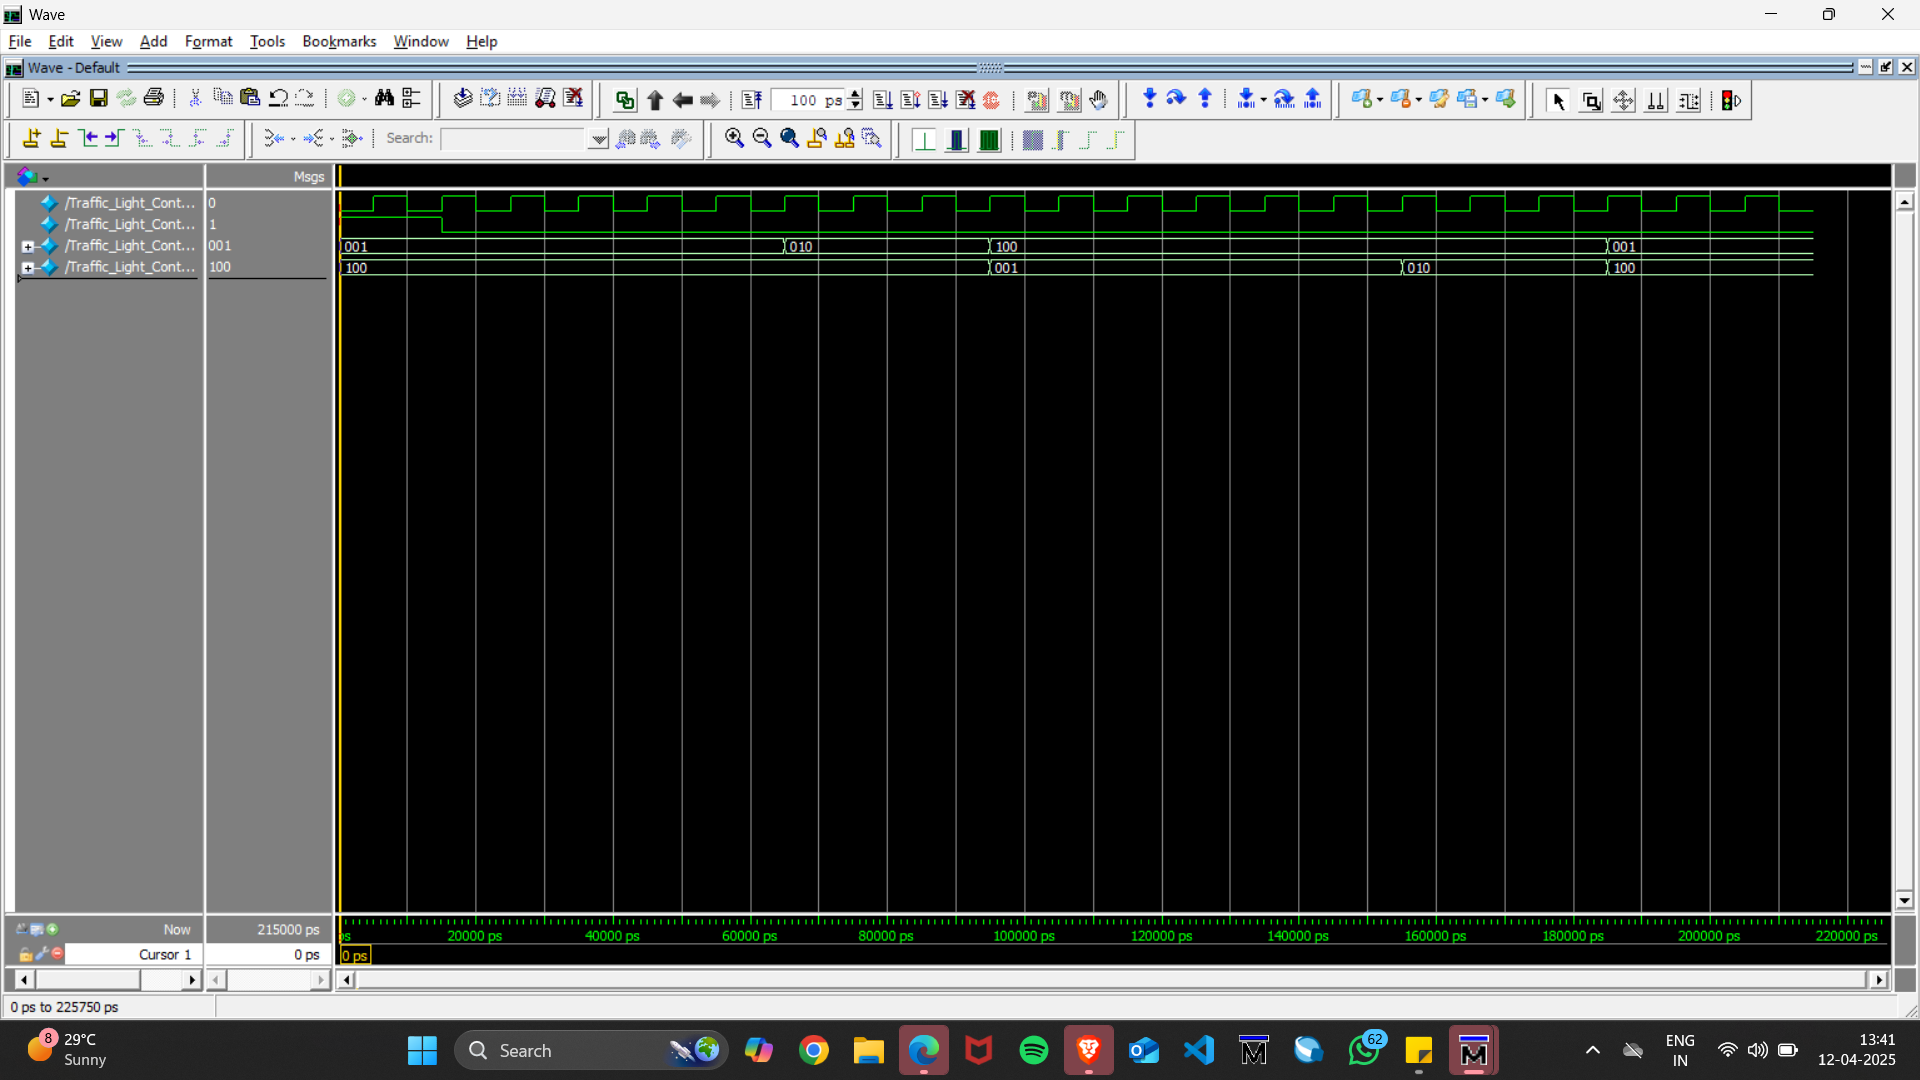 Wave
File Edit View Add Format Tools Bookmarks Window Help
Wave - Default
100 ps
Search:
Msgs
/Traffic_Light_Cont... 0
/Traffic_Light_Cont... 1
/Traffic_Light_Cont... 001 001 010 100 001
/Traffic_Light_Cont... 100 100 001 010 100
Now 215000 ps ps 20000 ps 40000 ps 60000 ps 80000 ps 100000 ps 120000 ps 140000 ps 160000 ps 180000 ps 200000 ps 220000 ps
Cursor 1 0 ps 0 ps
0 ps to 225750 ps
8 29°C
Sunny
Search
62
ENG
IN
13:41
12-04-2025